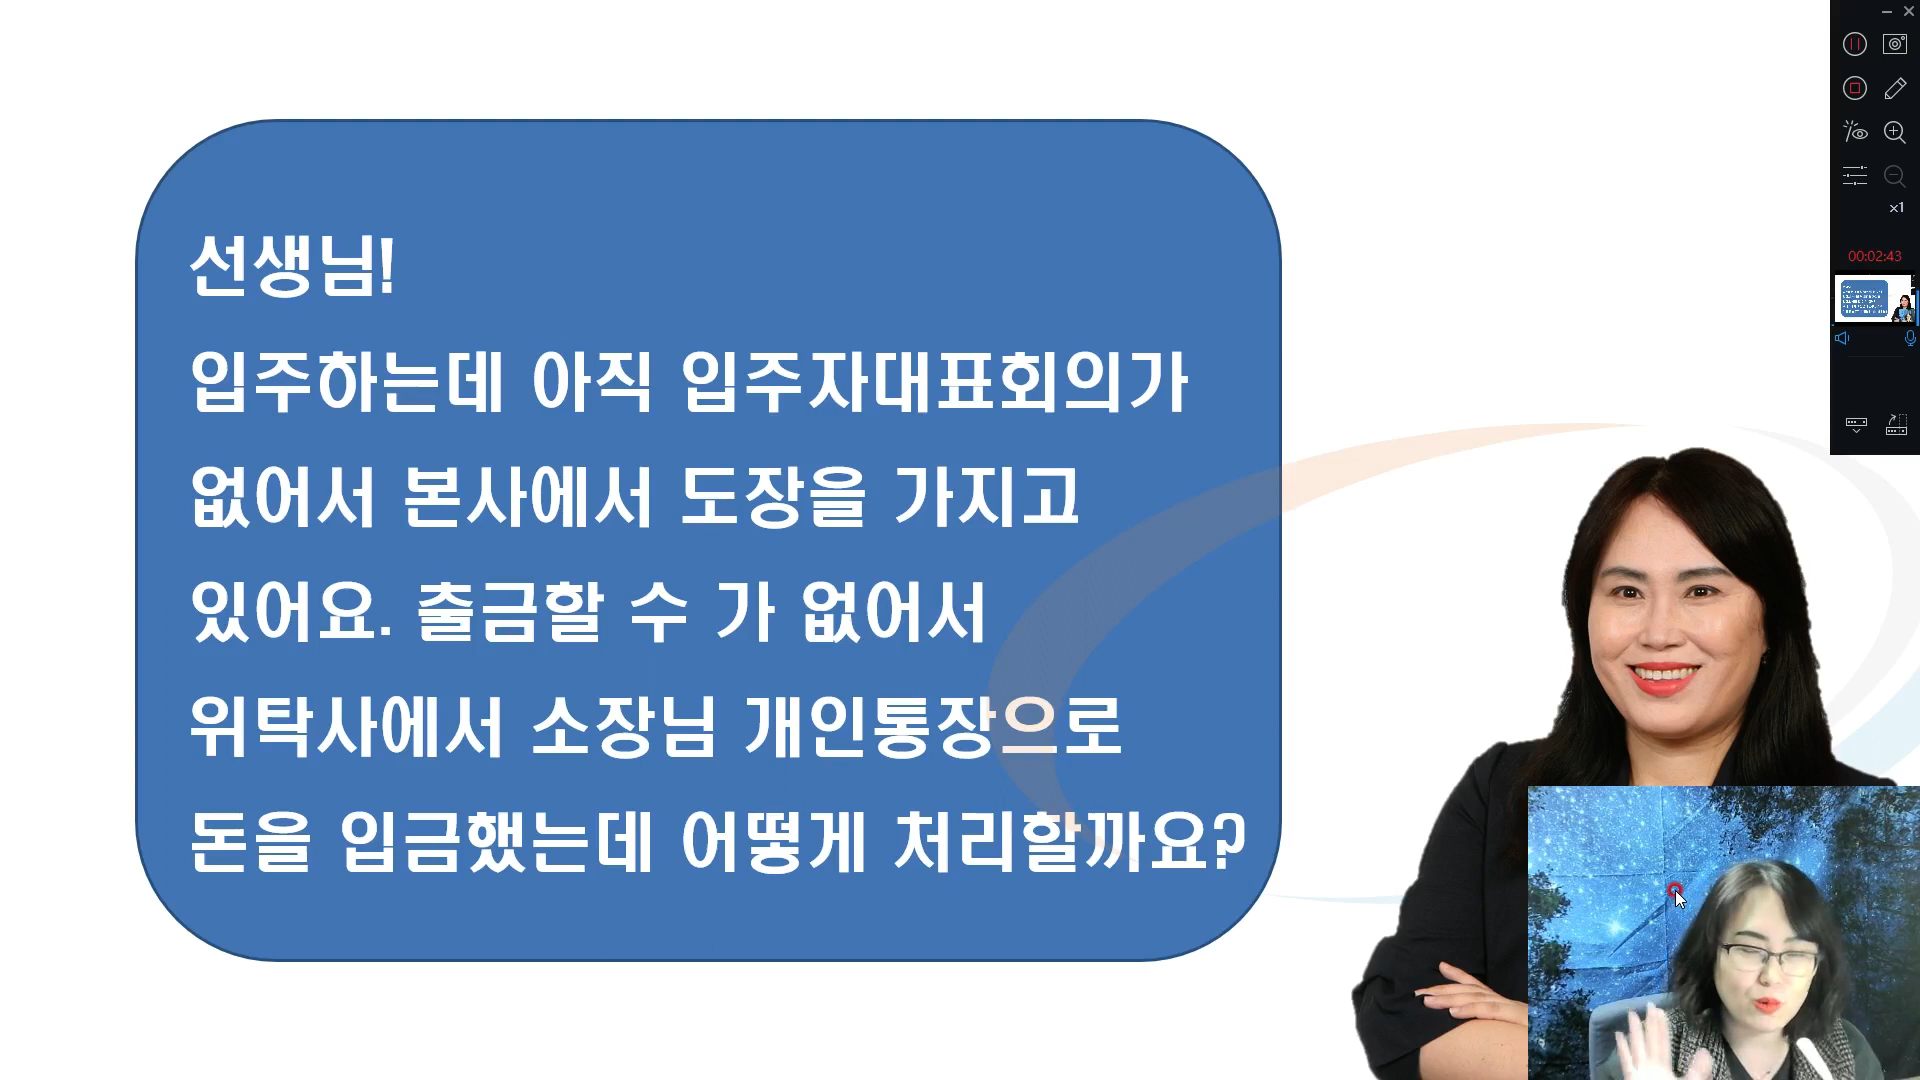 선생님!
입주하는데 아직 입주자대표회의가
없어서 본사에서 도장을 가지고
있어요. 출금할 수 가 없어서
위탁사에서 소장님 개인통장으로
돈을 입금했는데 어떻게 처리할까요?
x1
00:02:43